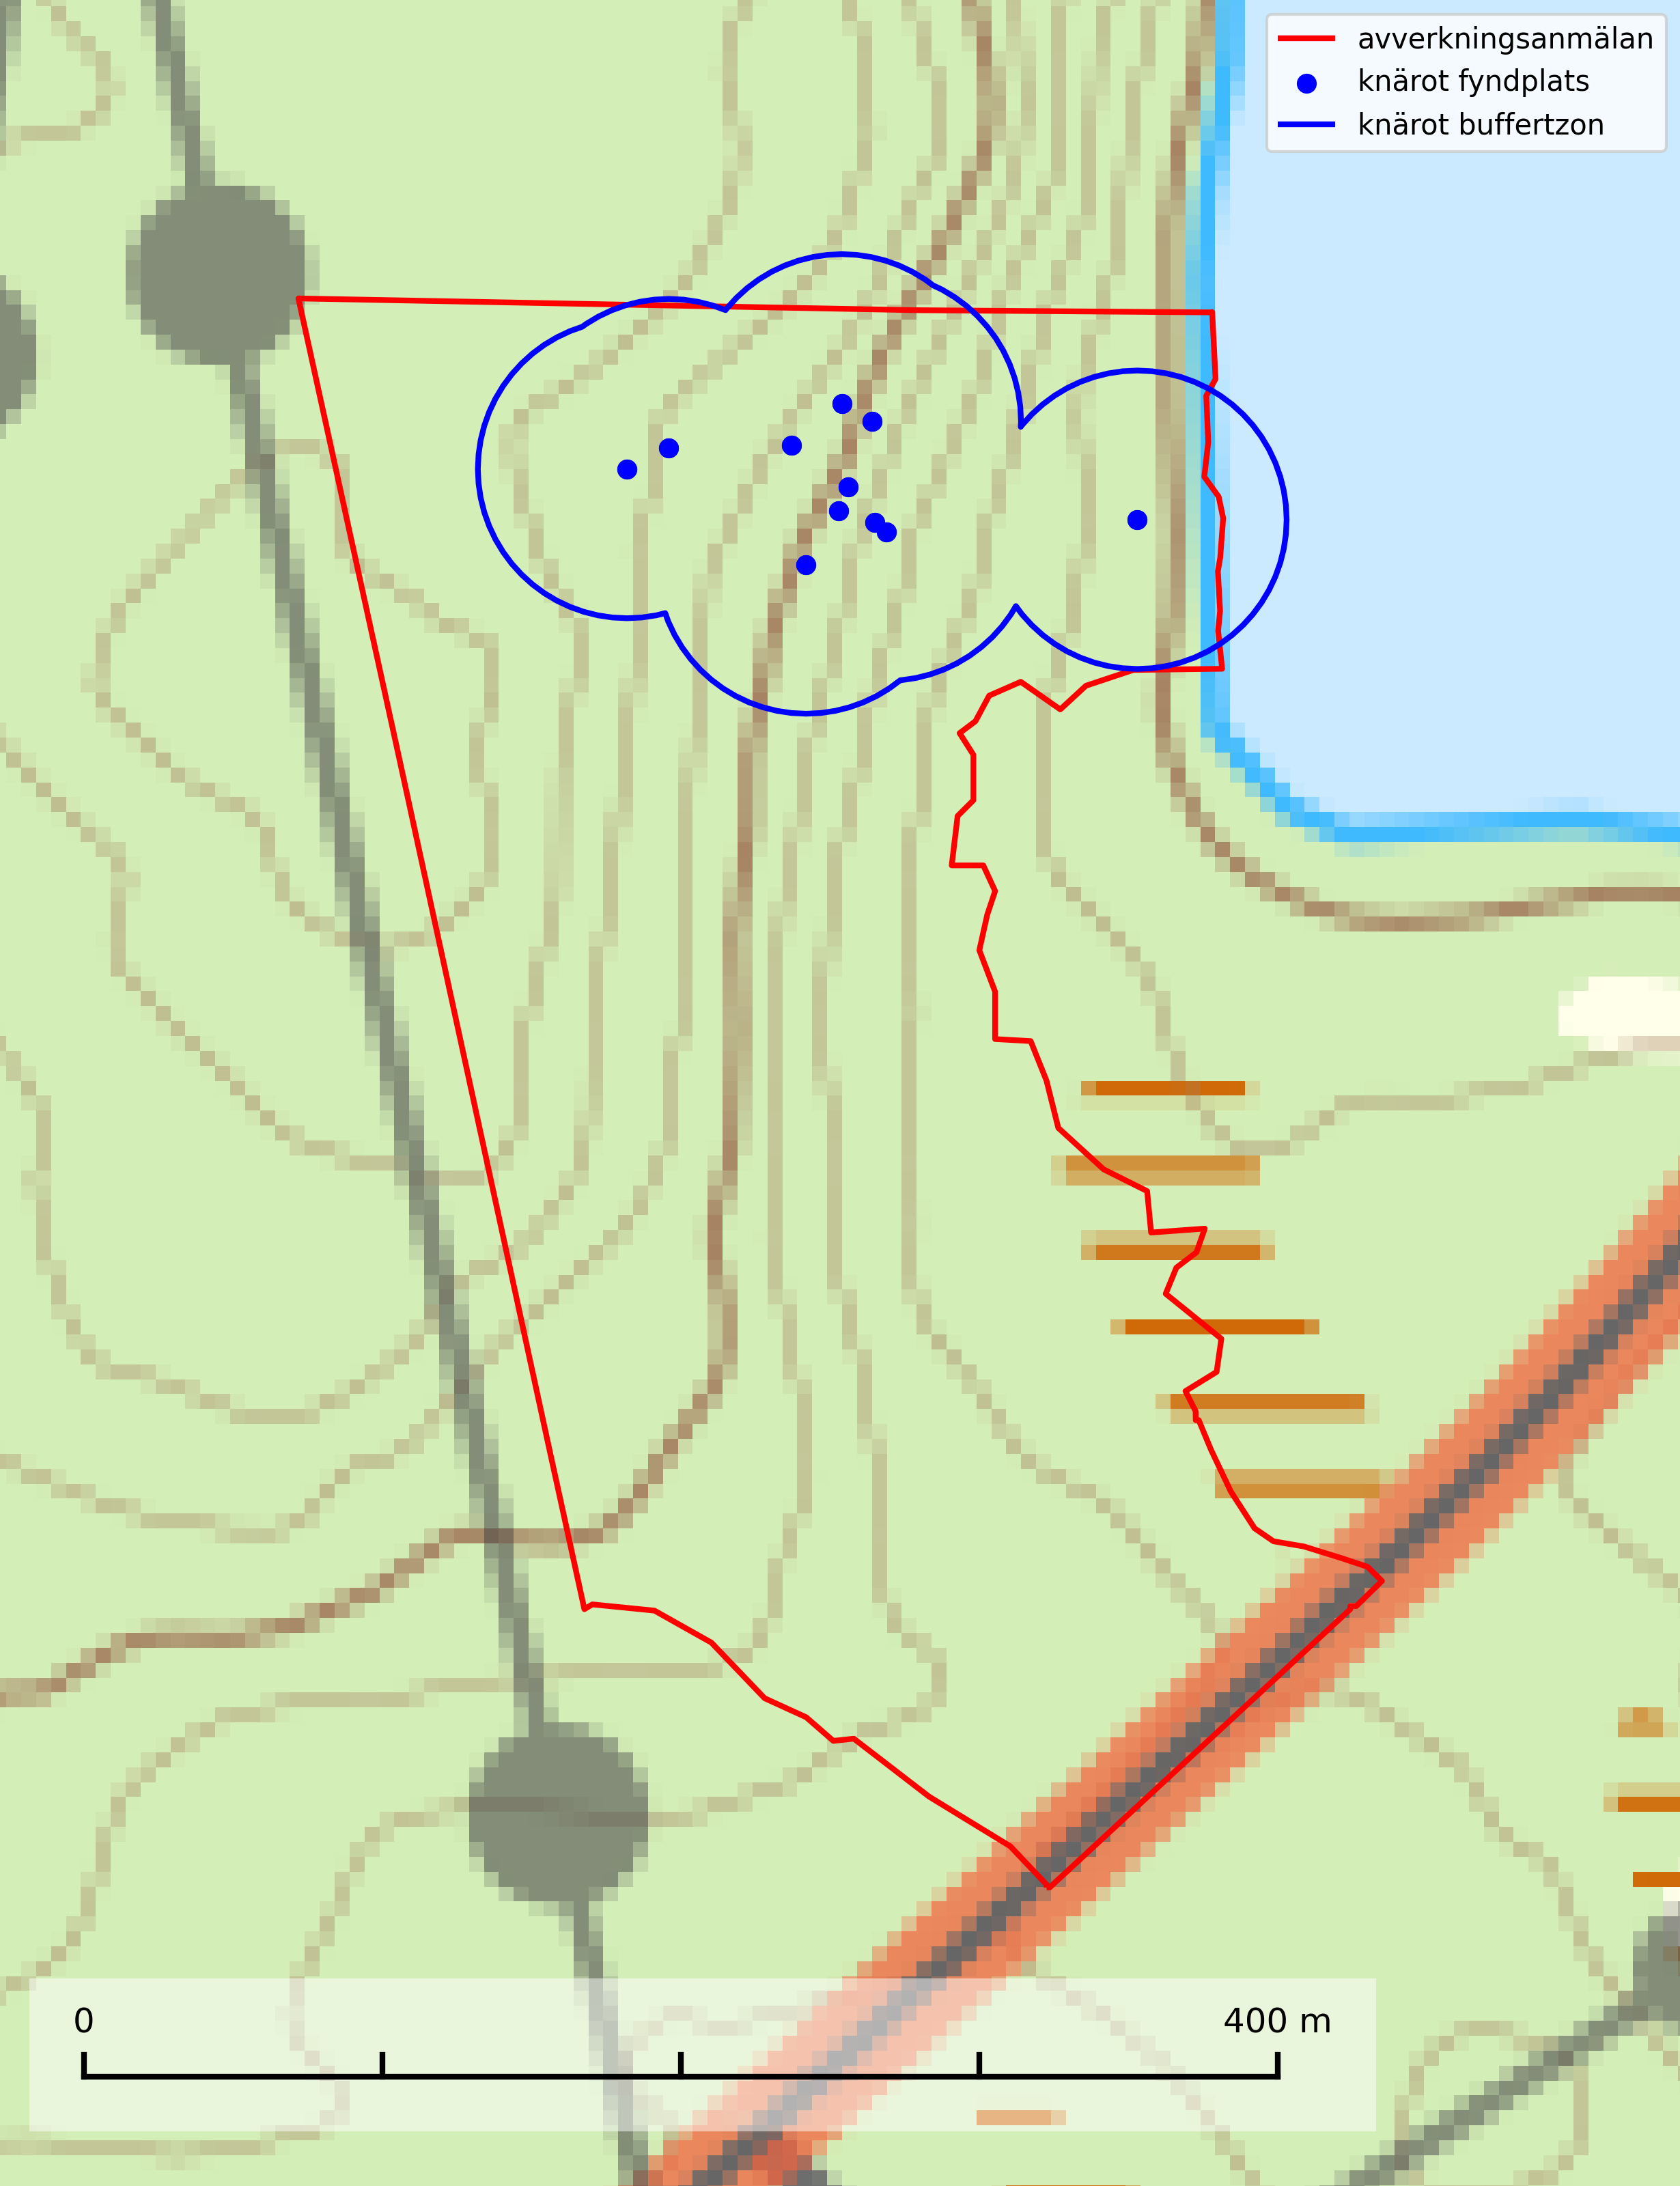 avverkningsanmälan
knärot fyndplats
knärot buffertzon
0 400 m